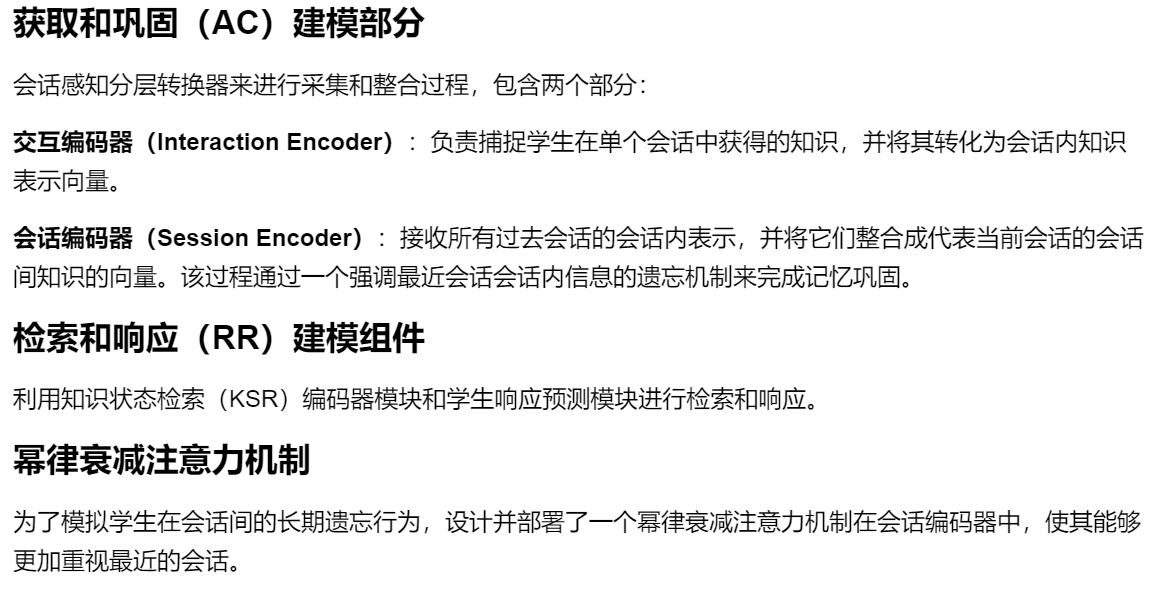 获取和巩固（AC）建模部分
会话感知分层转换器来进行采集和整合过程，包含两个部分：
交互编码器（Interaction Encoder）：负责捕捉学生在单个会话中获得的知识，并将其转化为会话内知识
表示向量。
会话编码器（Session Encoder）：接收所有过去会话的会话内表示，并将它们整合成代表当前会话的会话
间知识的向量。该过程通过一个强调最近会话会话内信息的遗忘机制来完成记忆巩固。
检索和响应（RR）建模组件
利用知识状态检索（KSR）编码器模块和学生响应预测模块进行检索和响应。
幂律衰减注意力机制
为了模拟学生在会话间的长期遗忘行为，设计并部署了一个幂律衰减注意力机制在会话编码器中，使其能够
更加重视最近的会话。